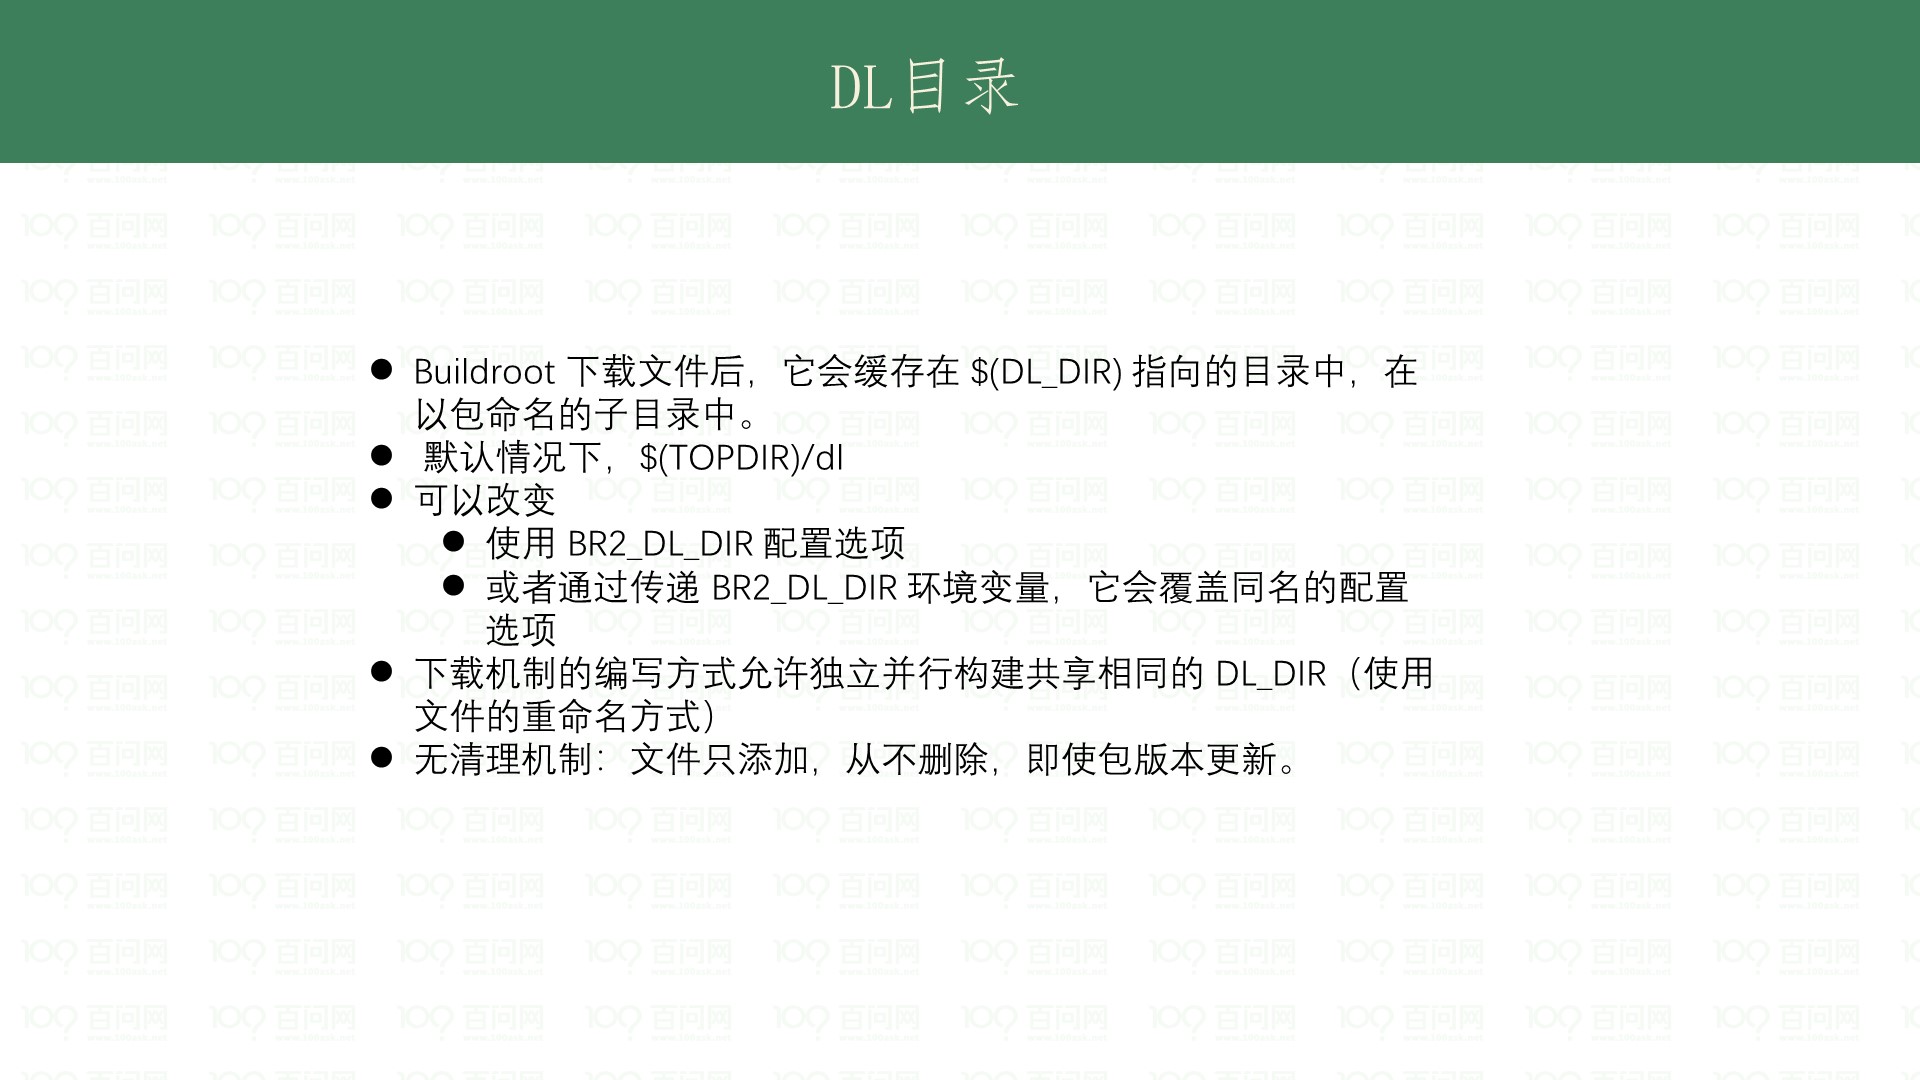 DL目录
Buildroot 下载文件后，它会缓存在 $(DL_DIR) 指向的目录中，在
以包命名的子目录中。
默认情况下，$(TOPDIR)/dl
可以改变
使用 BR2_DL_DIR 配置选项
或者通过传递 BR2_DL_DIR 环境变量，它会覆盖同名的配置
选项
下载机制的编写方式允许独立并行构建共享相同的 DL_DIR（使用
文件的重命名方式）
无清理机制：文件只添加，从不删除，即使包版本更新。
百问网
www.100ask.net